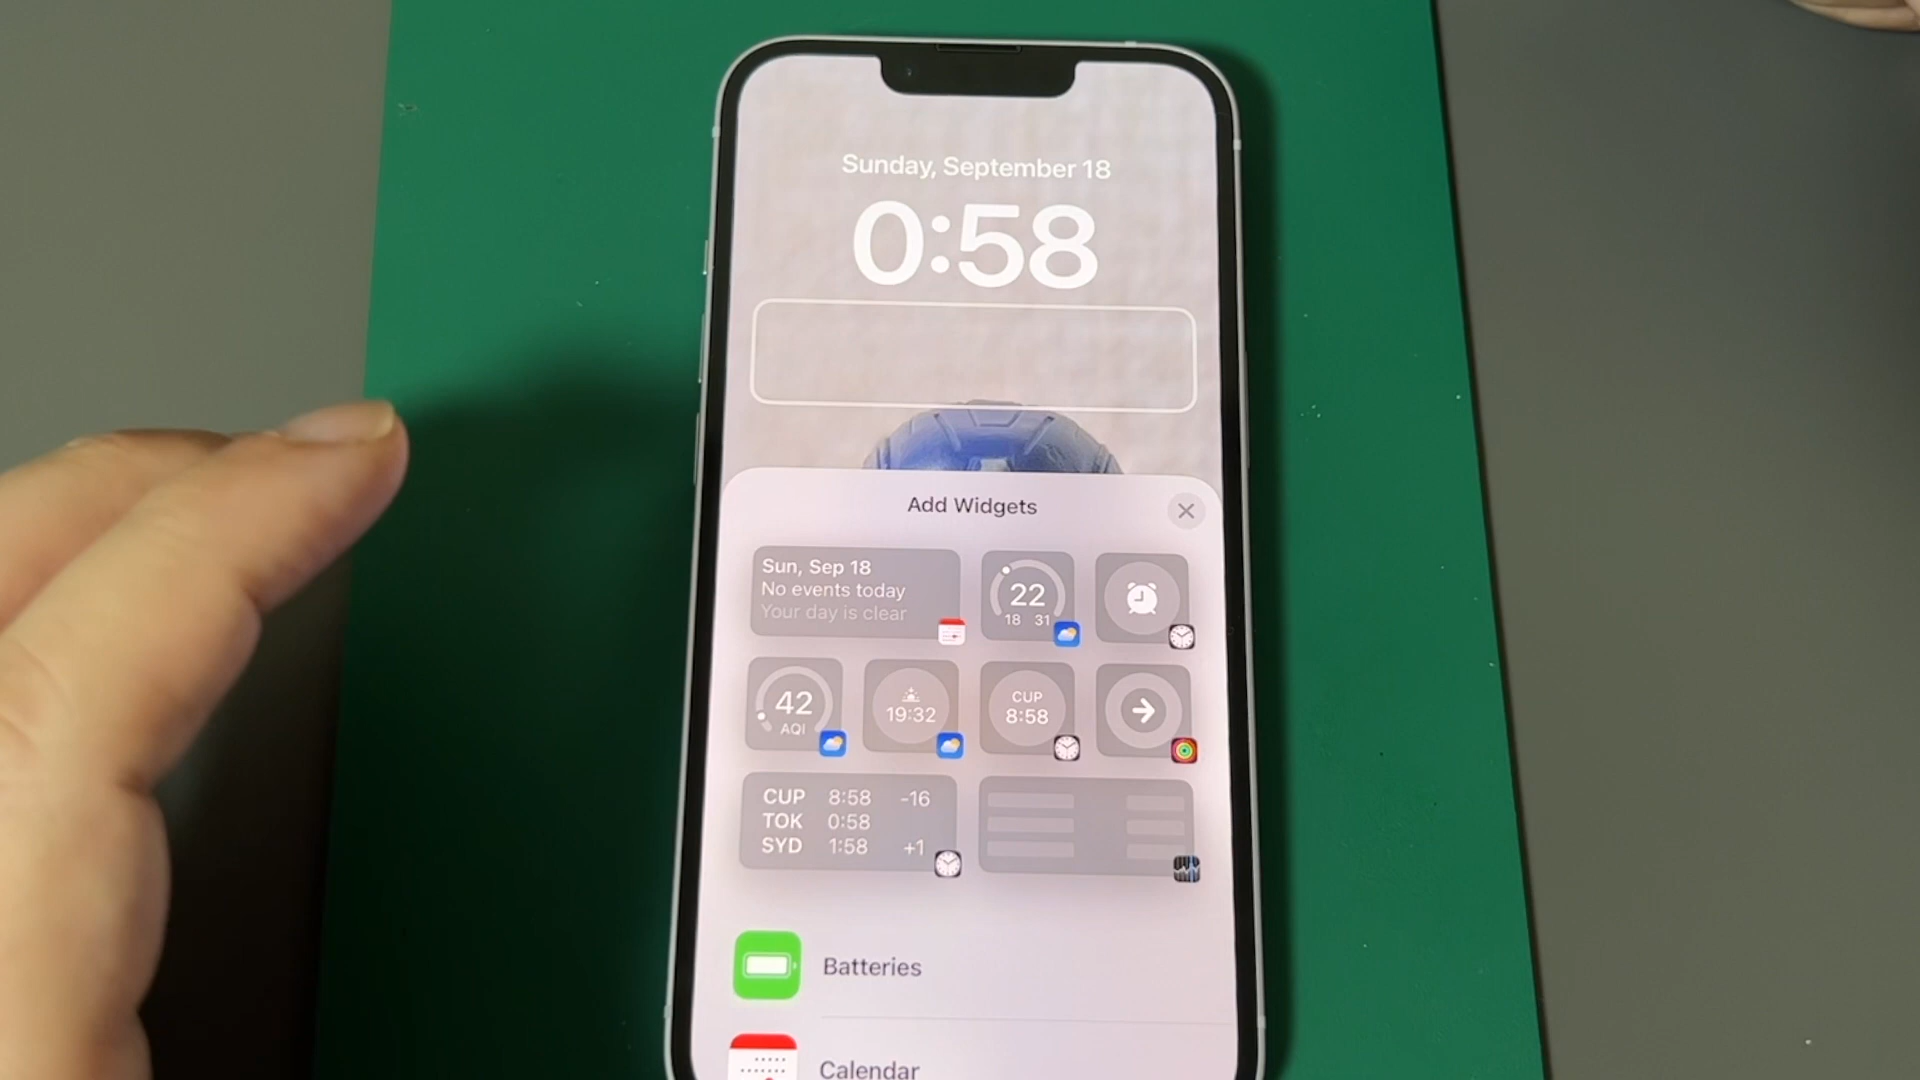 Sunday, September 18
0:58
Add Widgets
Sun, Sep 18
No events today
Your day is clear
22
18 31
42
AQI
19:32
CUP
8:58
CUP 8:58 -16
TOK 0:58
SYD 1:58 +1
Batteries
Calendar